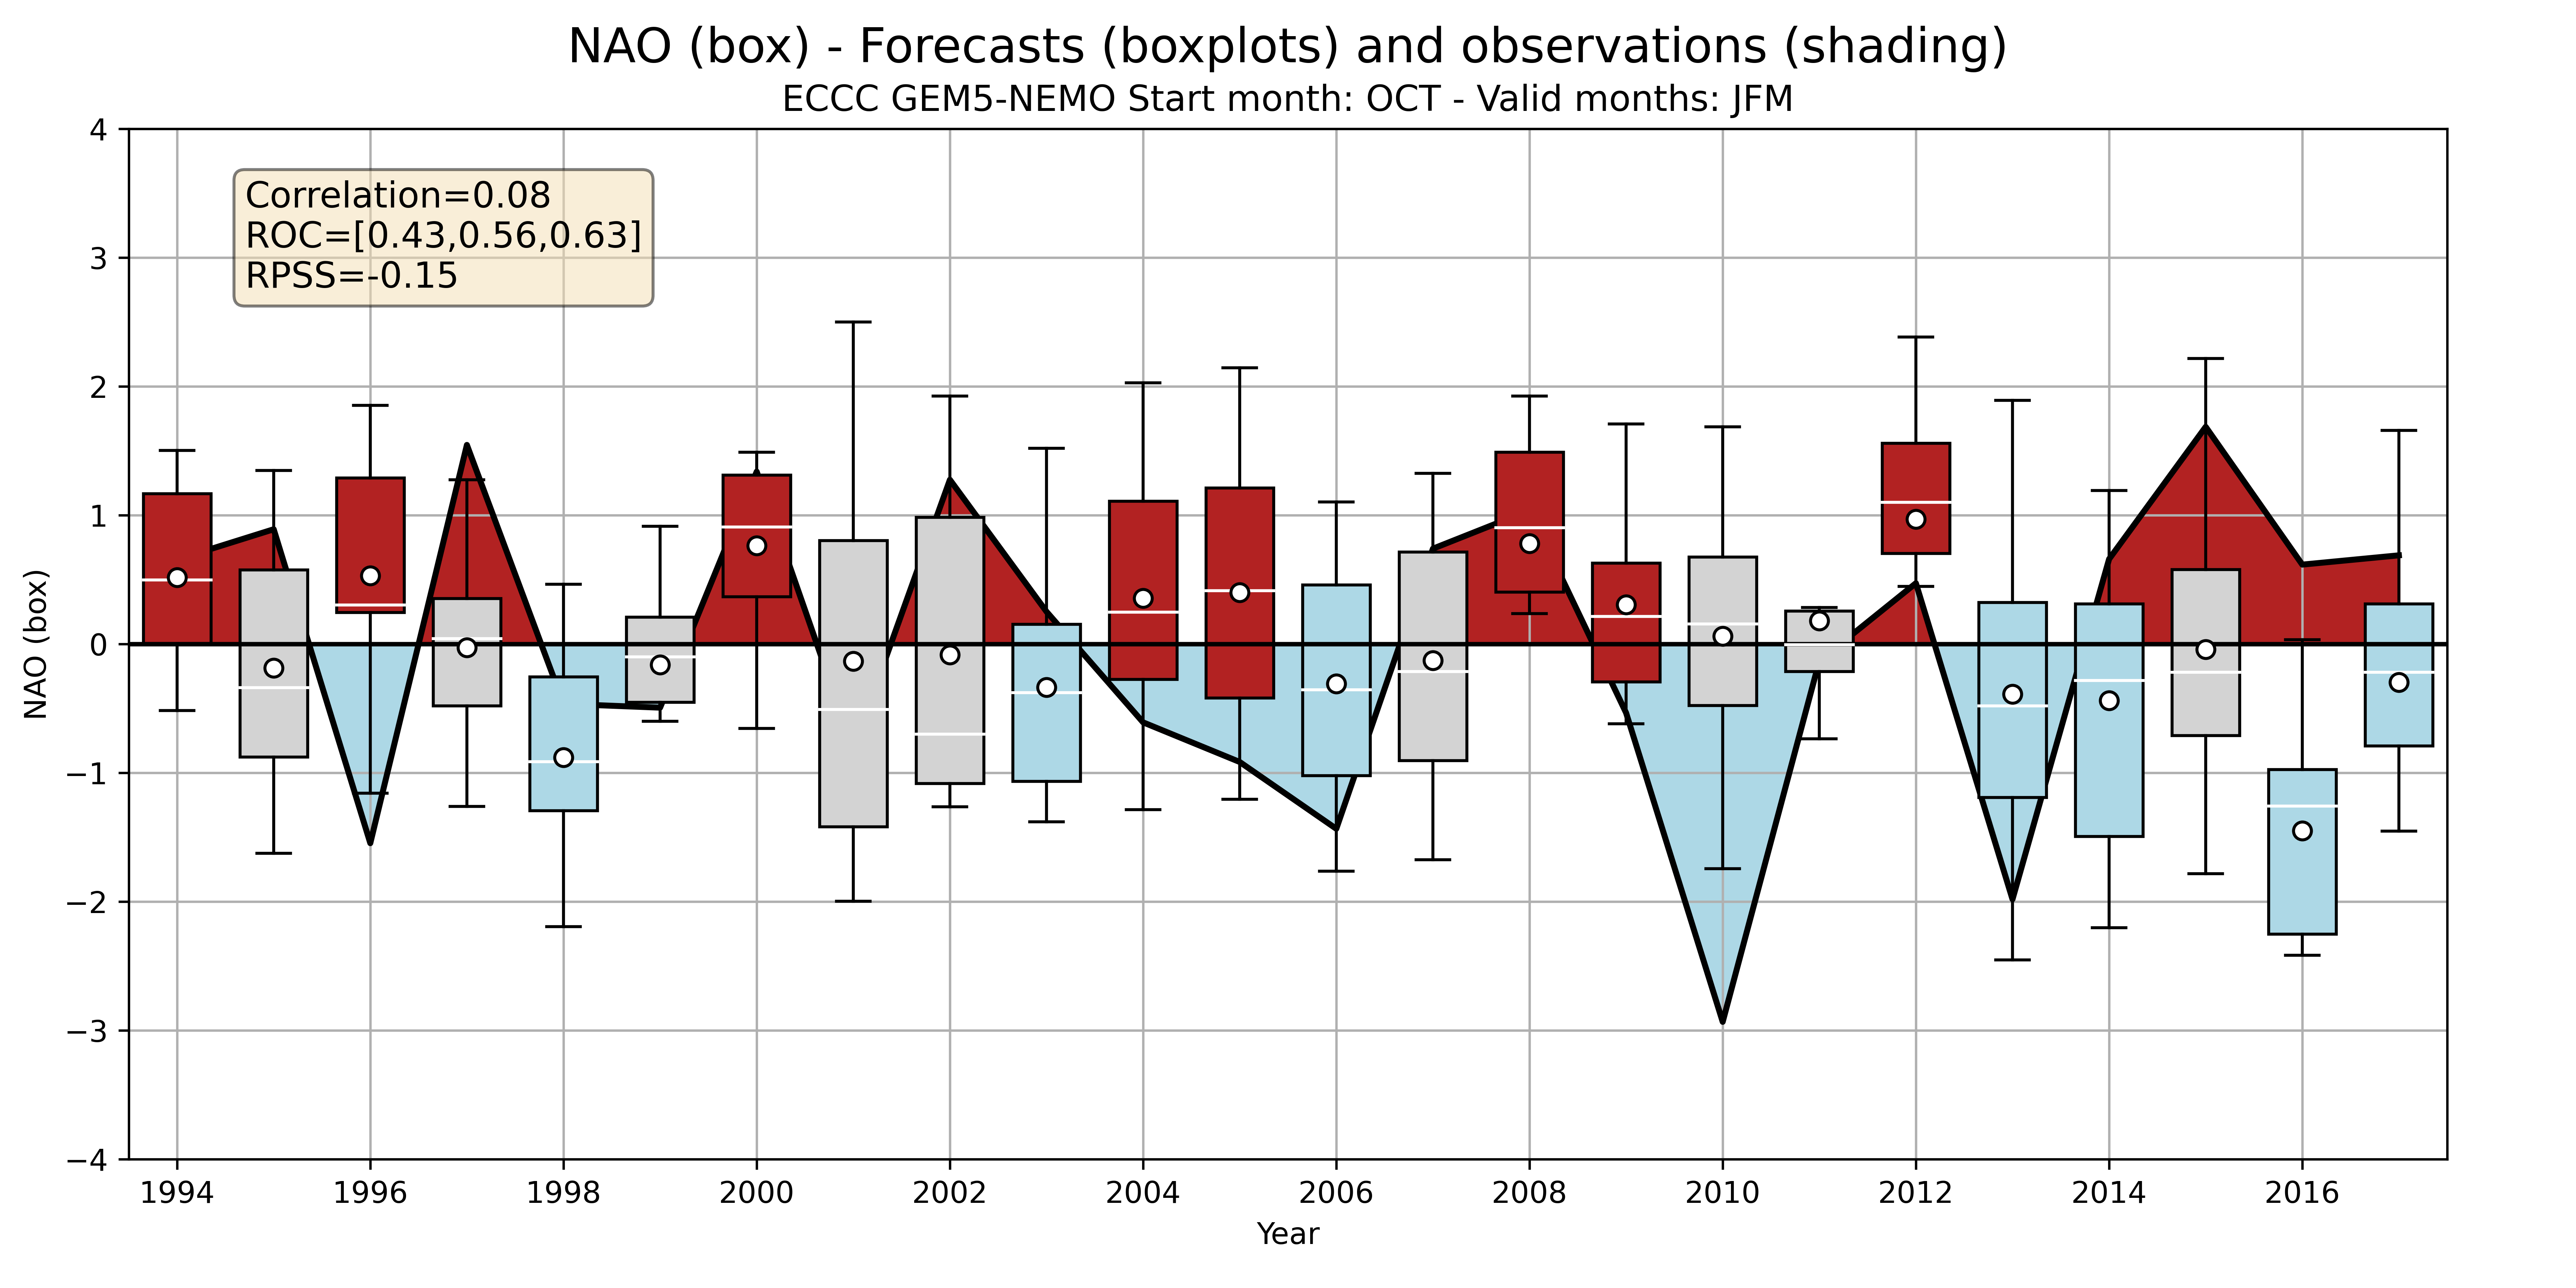 NAO (box) - Forecasts (boxplots) and observations (shading)
ECCC GEM5-NEMO Start month: OCT - Valid months: JFM
Correlation=0.08
ROC=[0.43,0.56,0.63]
RPSS=-0.15
NAO (box)
4
3
2
1
0
−1
−2
−3
−4
1994 1996 1998 2000 2002 2004 2006 2008 2010 2012 2014 2016
Year